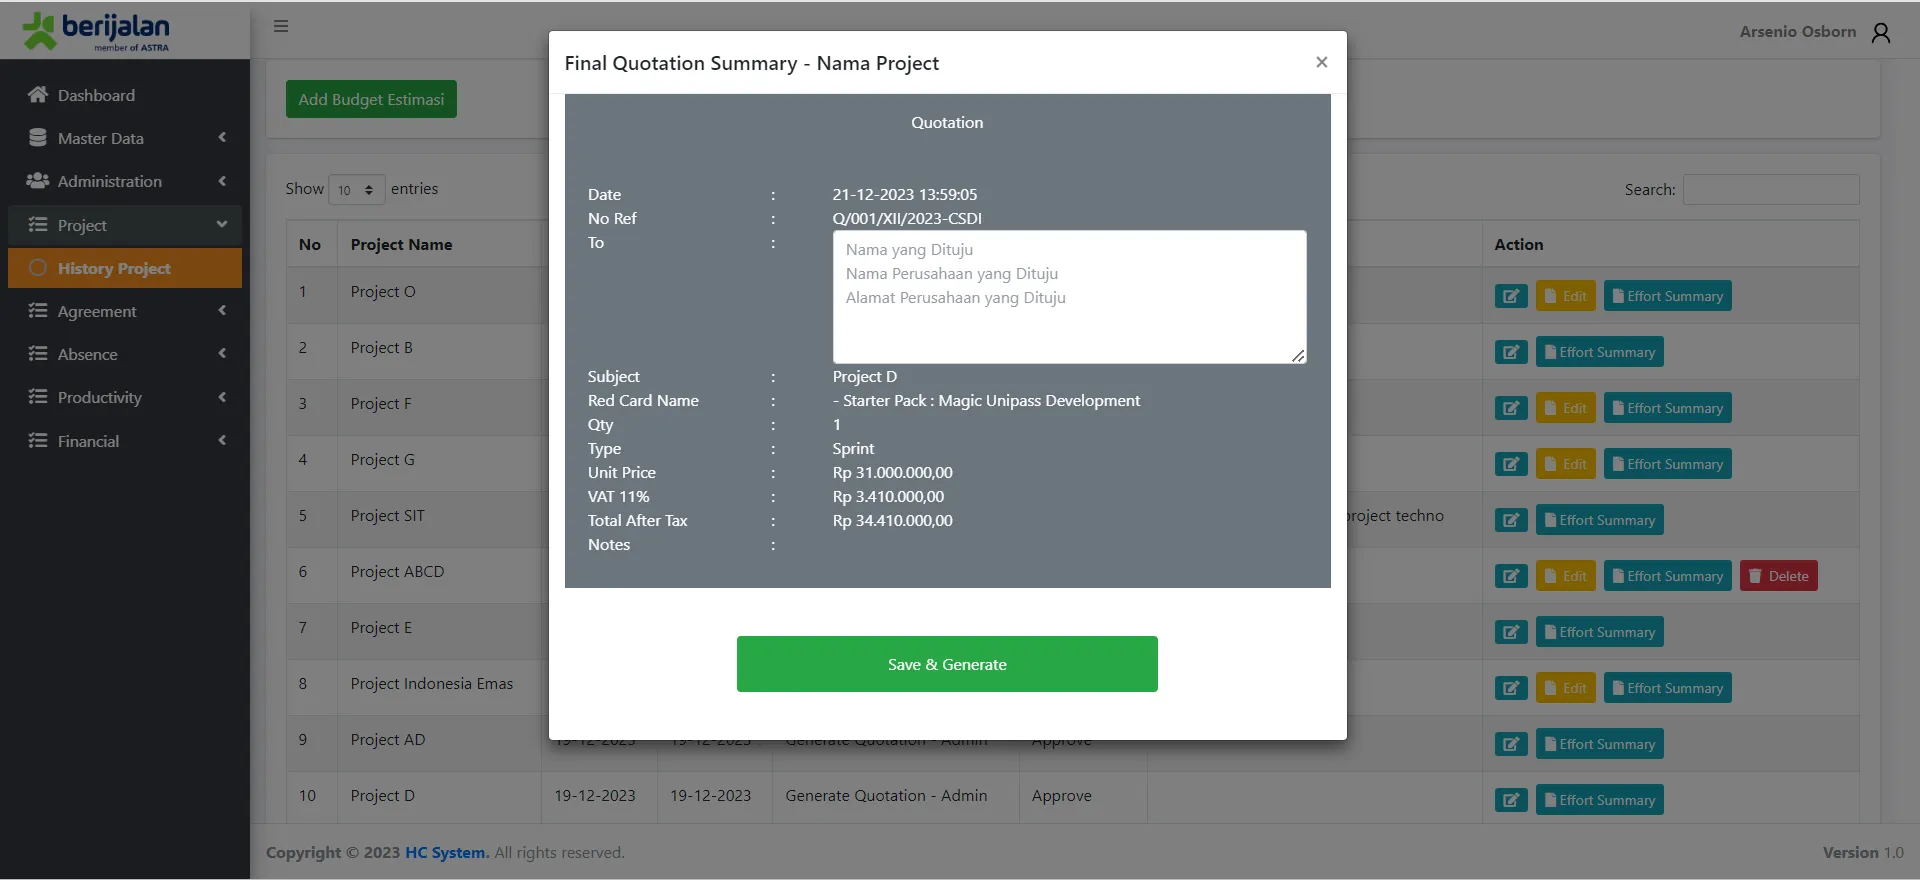 berijalan
member of ASTRA
Arsenio Osborn
Dashboard
Master Data
Administration
Project
History Project
Agreement
Absence
Productivity
Financial
Add Budget Estimasi
Show 10 entries
Search:
No Project Name Action
1 Project O Edit Effort Summary
2 Project B Effort Summary
3 Project F Edit Effort Summary
4 Project G Edit Effort Summary
5 Project SIT project techno Effort Summary
6 Project ABCD Edit Effort Summary Delete
7 Project E Effort Summary
8 Project Indonesia Emas Edit Effort Summary
9 Project AD 19-12-2023 19-12-2023 Generate Quotation - Admin Approve Effort Summary
10 Project D 19-12-2023 19-12-2023 Generate Quotation - Admin Approve Effort Summary
Final Quotation Summary - Nama Project ×
Quotation
Date : 21-12-2023 13:59:05
No Ref : Q/001/XII/2023-CSDI
To : Nama yang Dituju
Nama Perusahaan yang Dituju
Alamat Perusahaan yang Dituju
Subject : Project D
Red Card Name : - Starter Pack : Magic Unipass Development
Qty : 1
Type : Sprint
Unit Price : Rp 31.000.000,00
VAT 11% : Rp 3.410.000,00
Total After Tax : Rp 34.410.000,00
Notes :
Save & Generate
Copyright © 2023 HC System. All rights reserved.
Version 1.0